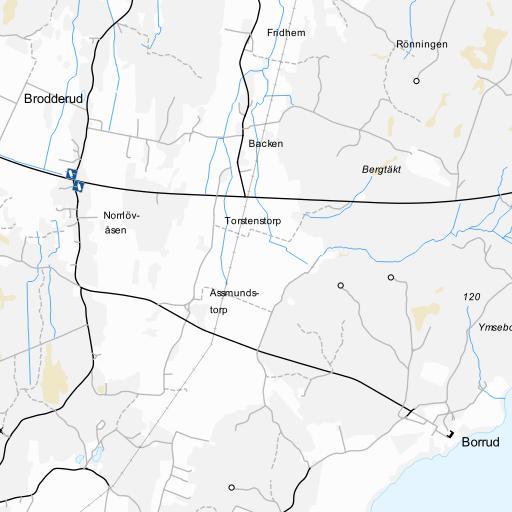 Fridhem
Rönningen
Brodderud
Backen
Bergtäkt
Norrlöv-
åsen
Torstenstorp
Assmunds-
torp
120
Ymsebo
Borrud